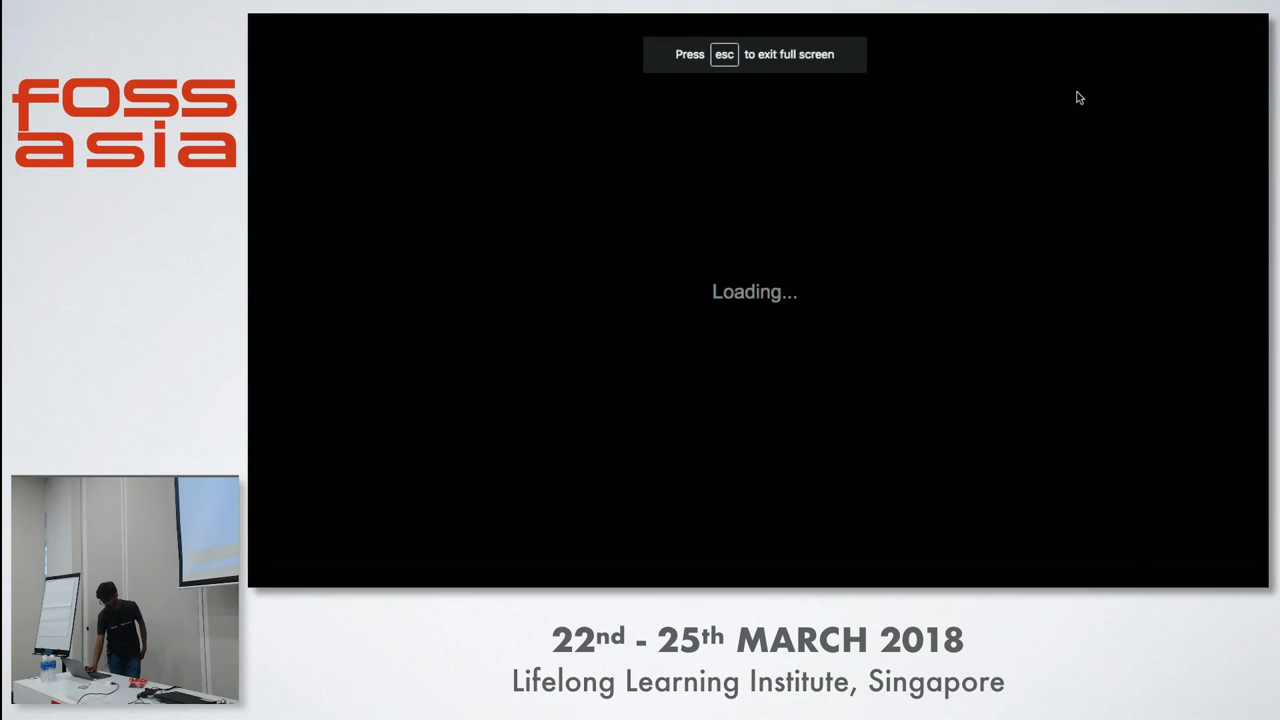 foss
asia
Press esc to exit full screen
Loading...
22nd - 25th MARCH 2018
Lifelong Learning Institute, Singapore